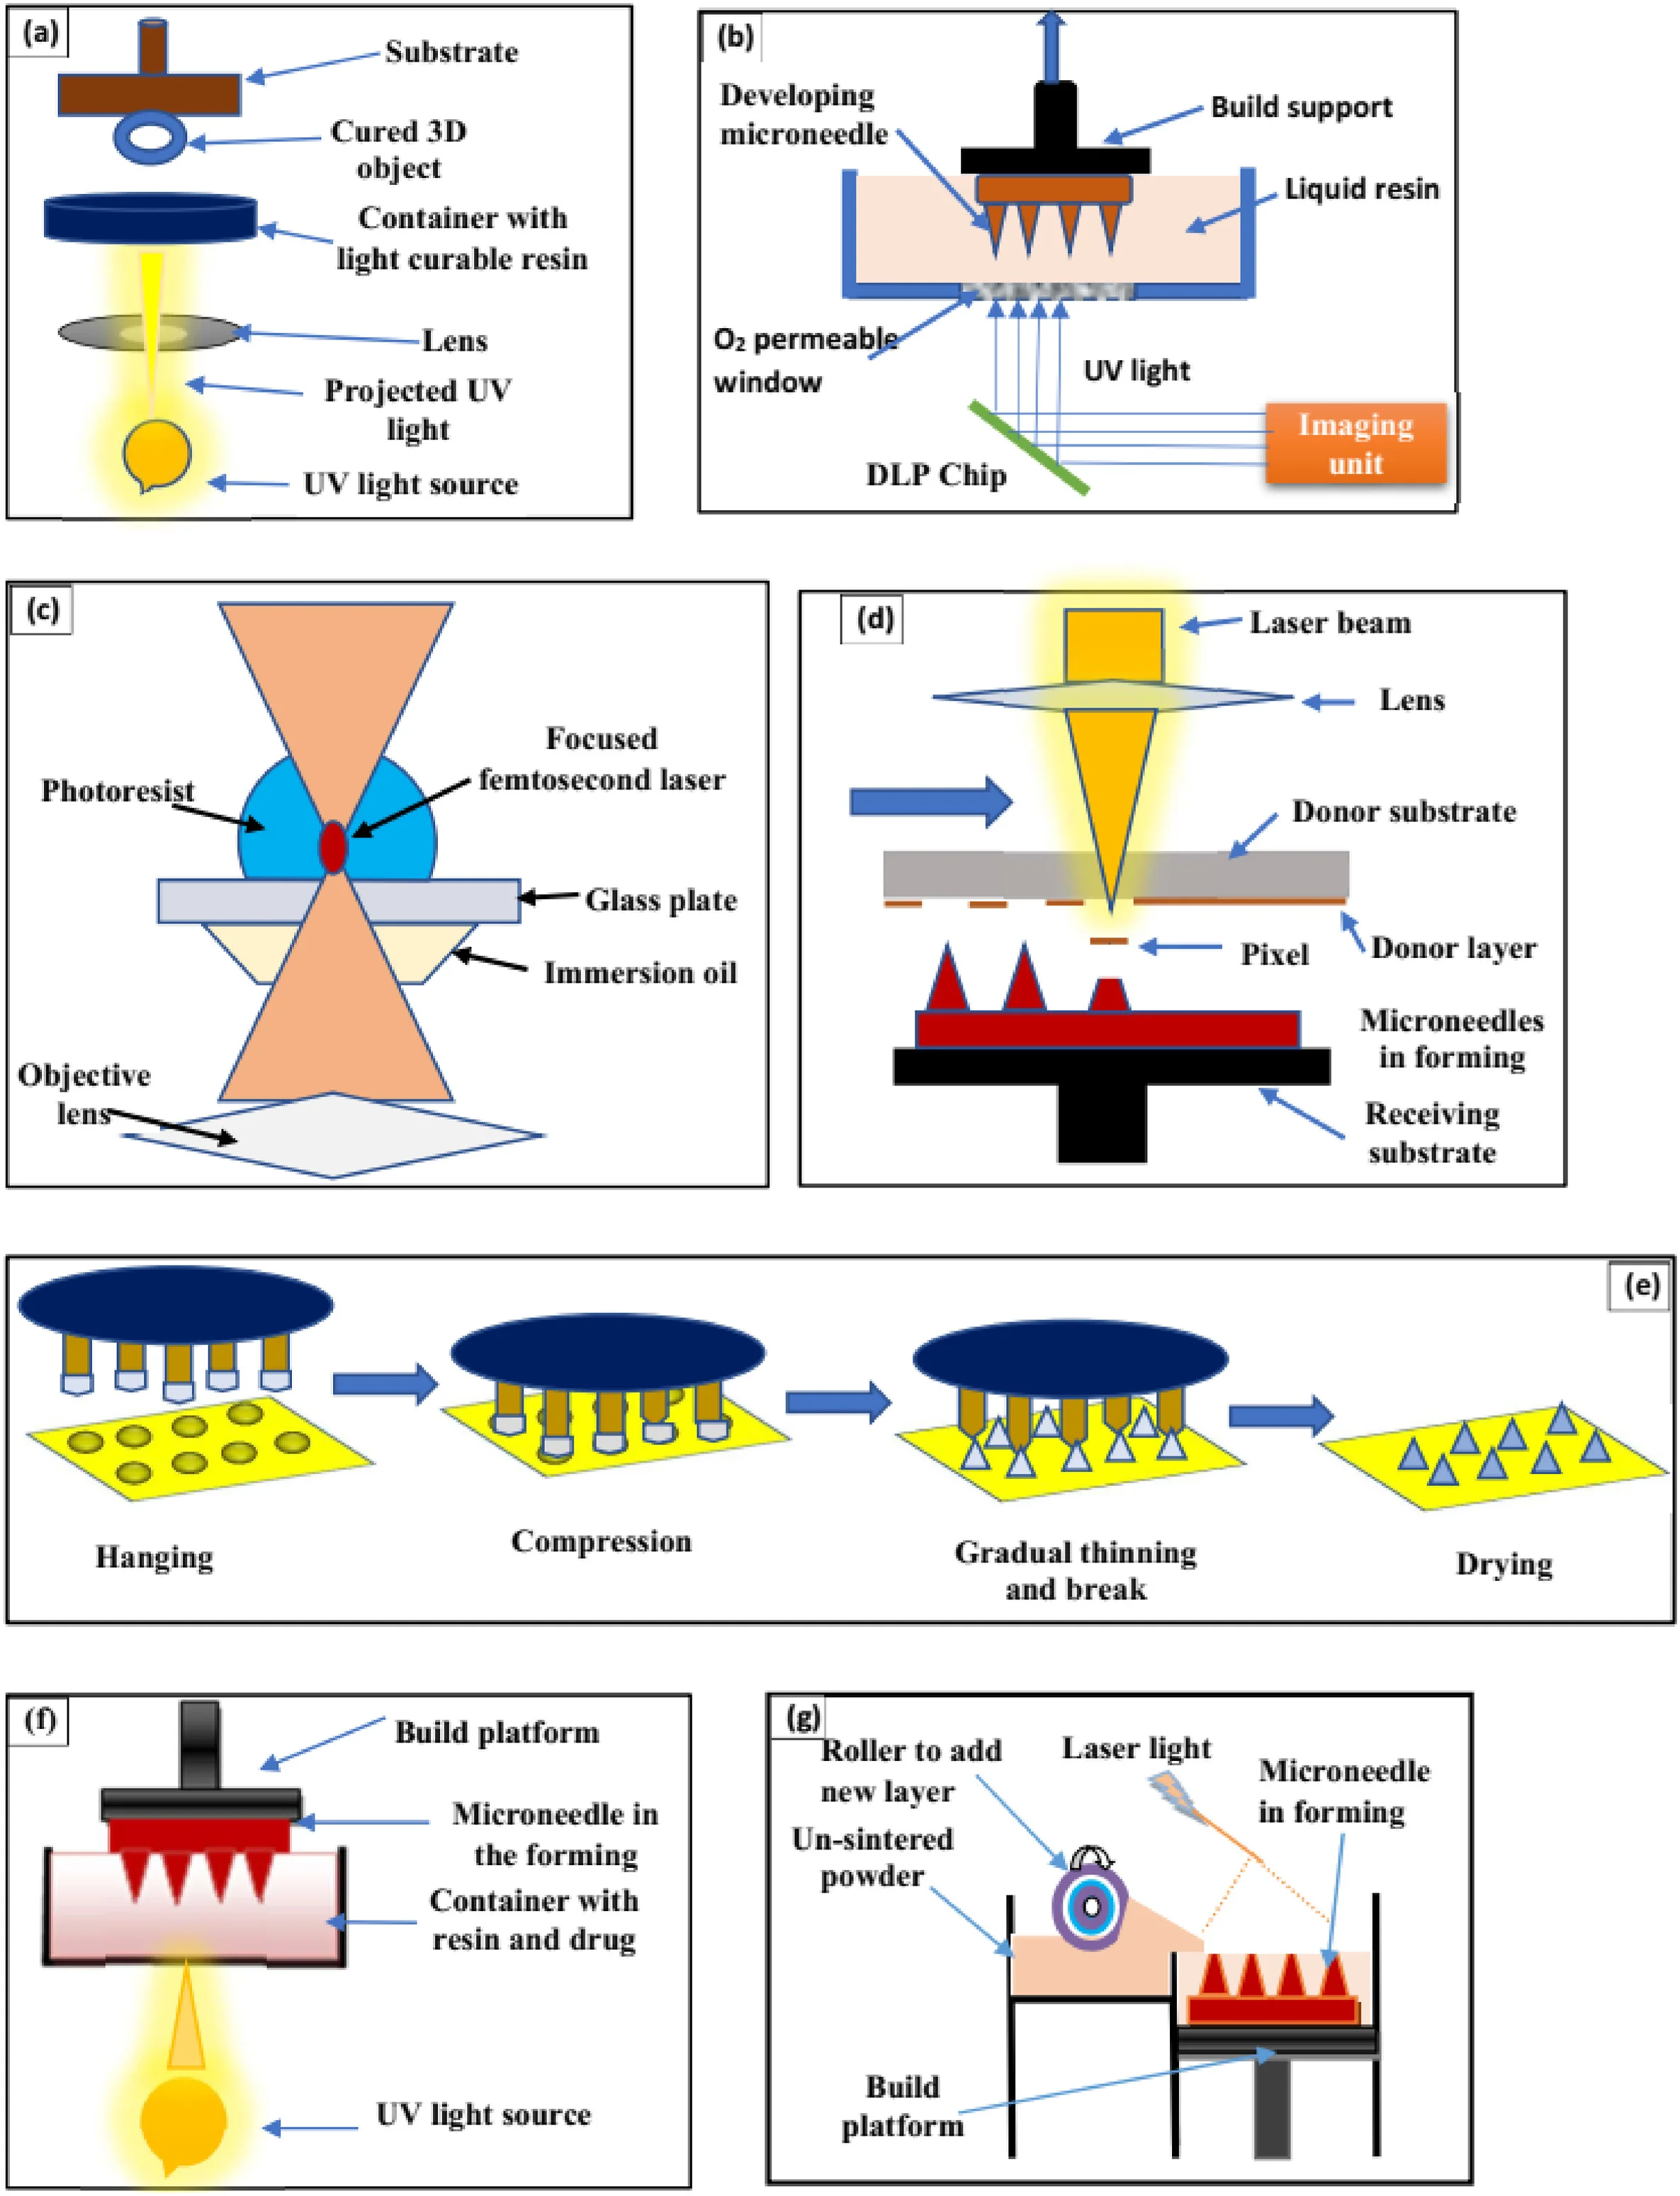 (a)
Substrate
Cured 3D
object
Container with
light curable resin
Lens
Projected UV
light
UV light source
(b)
Developing
microneedle
Build support
Liquid resin
O₂ permeable
window
UV light
DLP Chip
Imaging
unit
(c)
Focused
femtosecond laser
Photoresist
Glass plate
Immersion oil
Objective
lens
(d)
Laser beam
Lens
Donor substrate
Donor layer
Pixel
Microneedles
in forming
Receiving
substrate
(e)
Hanging
Compression
Gradual thinning
and break
Drying
(f)
Build platform
Microneedle in
the forming
Container with
resin and drug
UV light source
(g)
Roller to add
new layer
Laser light
Microneedle
in forming
Un-sintered
powder
Build
platform